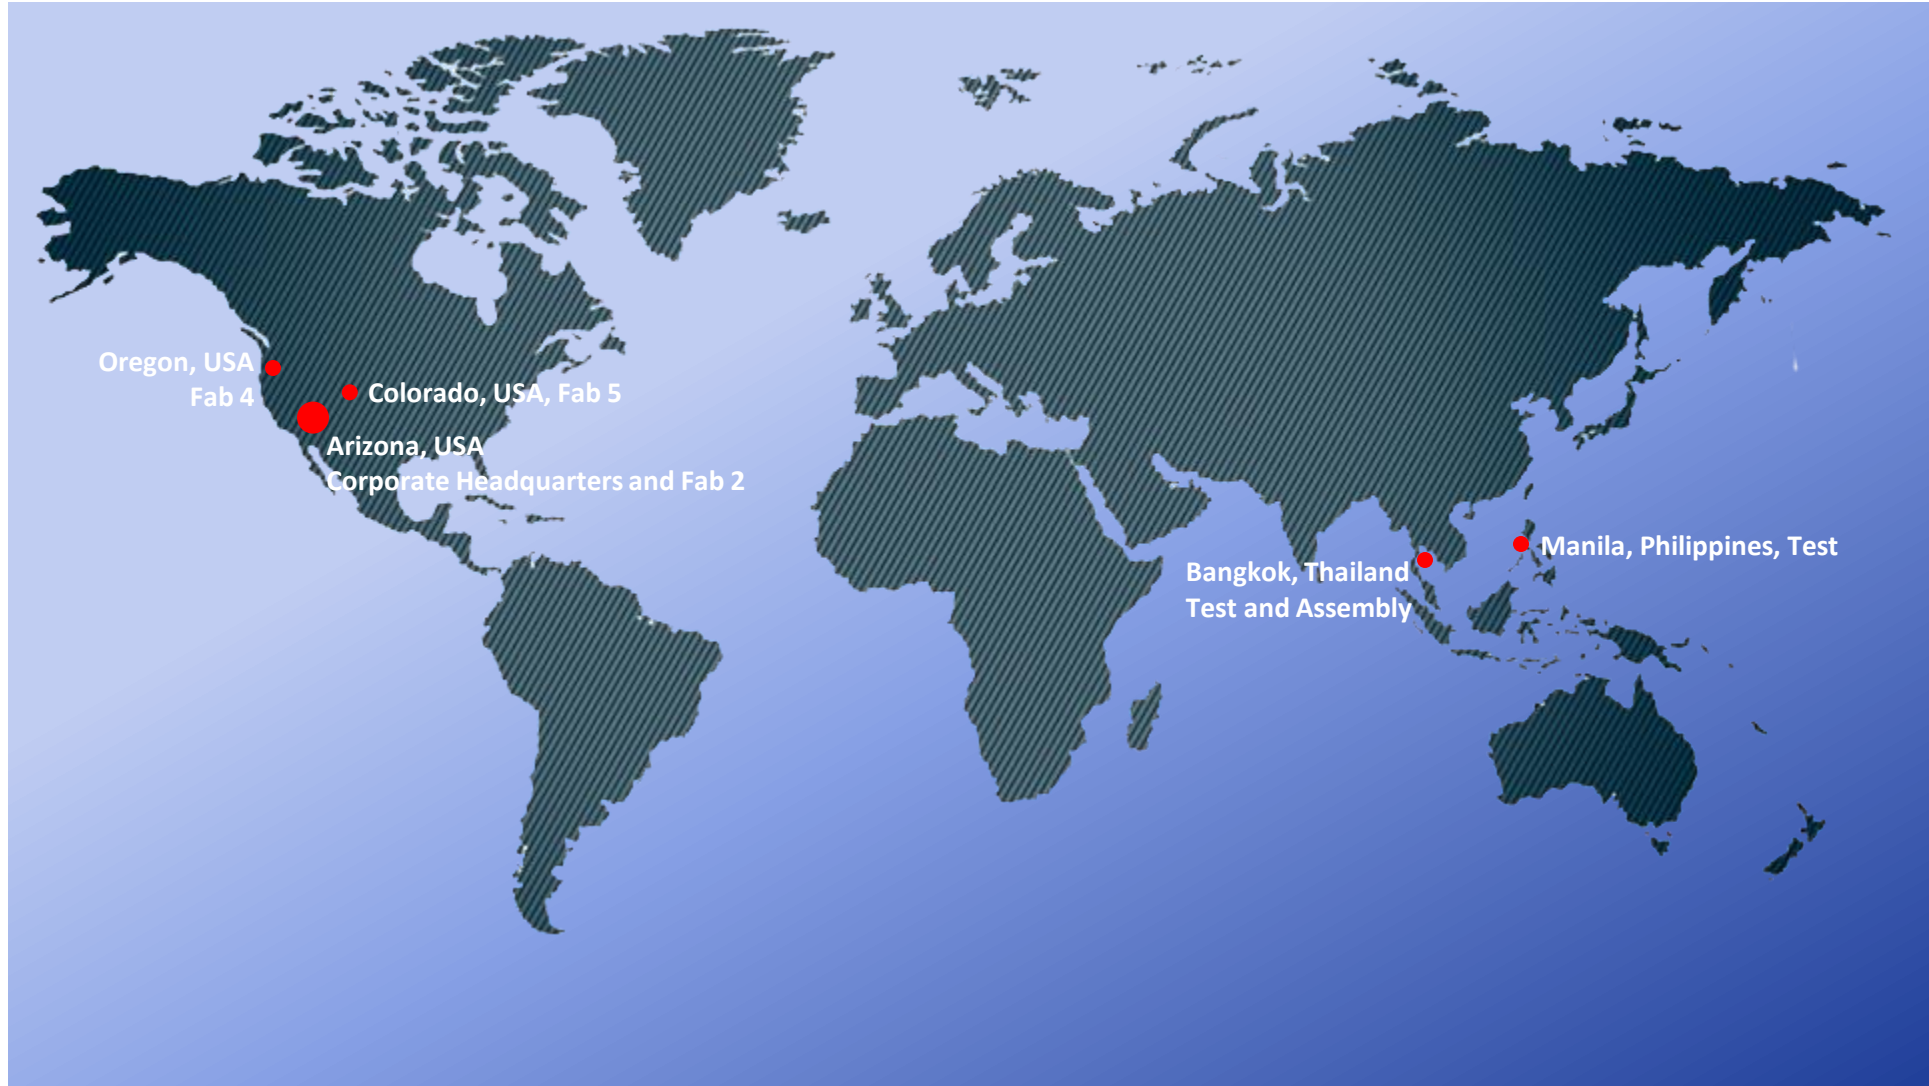 Oregon, USA
Fab 4
Colorado, USA, Fab 5
Arizona, USA
Corporate Headquarters and Fab 2
Manila, Philippines, Test
Bangkok, Thailand
Test and Assembly